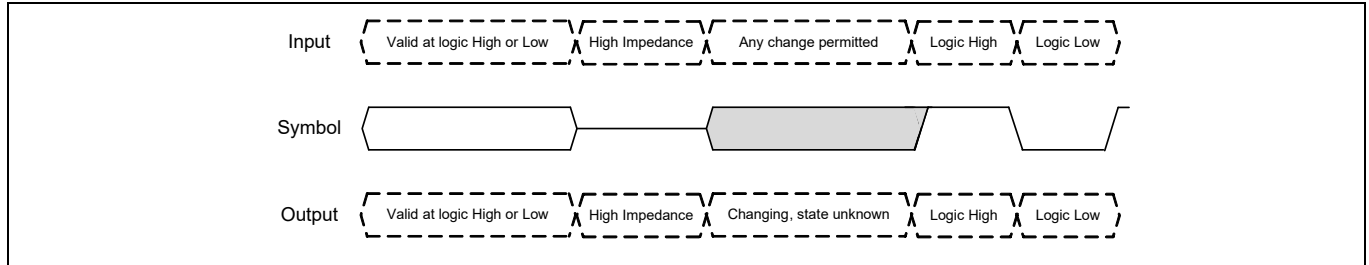 Input Valid at logic High or Low High Impedance Any change permitted Logic High Logic Low
Symbol
Output Valid at logic High or Low High Impedance Changing, state unknown Logic High Logic Low